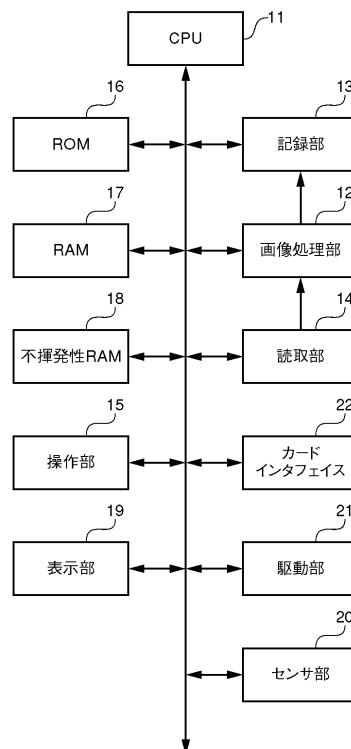 CPU
11
16
ROM
13
記録部
17
RAM
12
画像処理部
18
不揮発性RAM
14
読取部
15
操作部
22
カード
インタフェイス
19
表示部
21
駆動部
20
センサ部